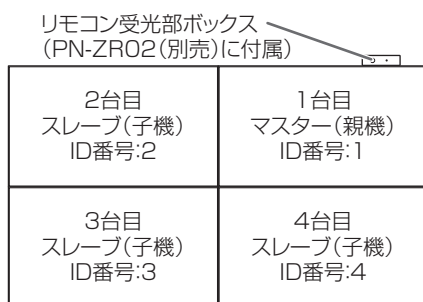 リモコン受光部ボックス
（PN-ZR02（別売）に付属）
2台目
スレーブ（子機）
ID番号:2
1台目
マスター（親機）
ID番号:1
3台目
スレーブ（子機）
ID番号:3
4台目
スレーブ（子機）
ID番号:4